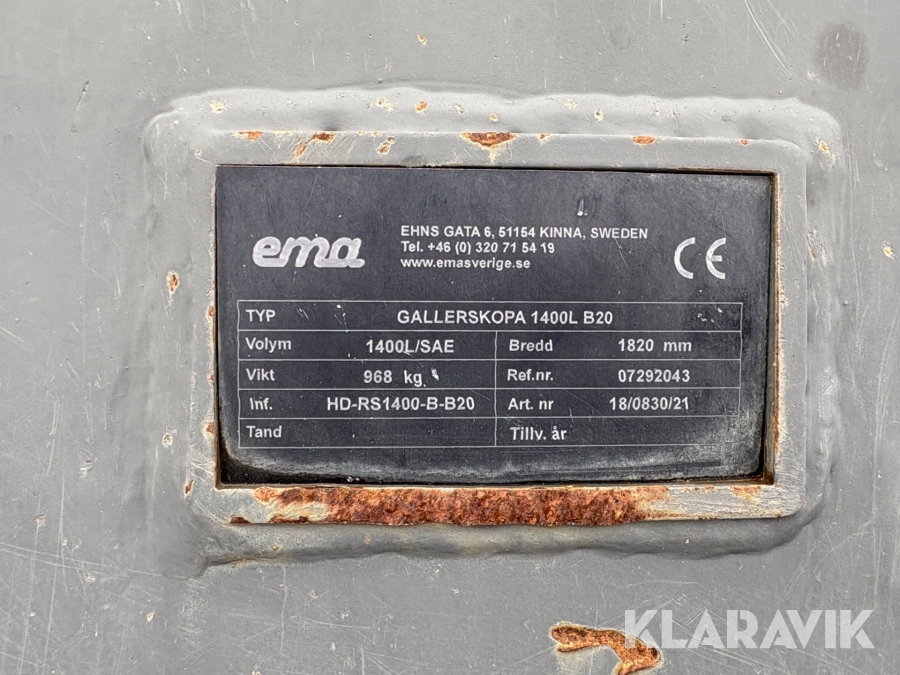 ema
EHNS GATA 6, 51154 KINNA, SWEDEN
Tel. +46 (0) 320 71 54 19
www.emasverige.se
CE
TYP GALLERSKOPA 1400L B20
Volym 1400L/SAE Bredd 1820 mm
Vikt 968 kg Ref.nr. 07292043
Inf. HD-RS1400-B-B20 Art. nr 18/0830/21
Tand Tillv. år
KLARAVIK